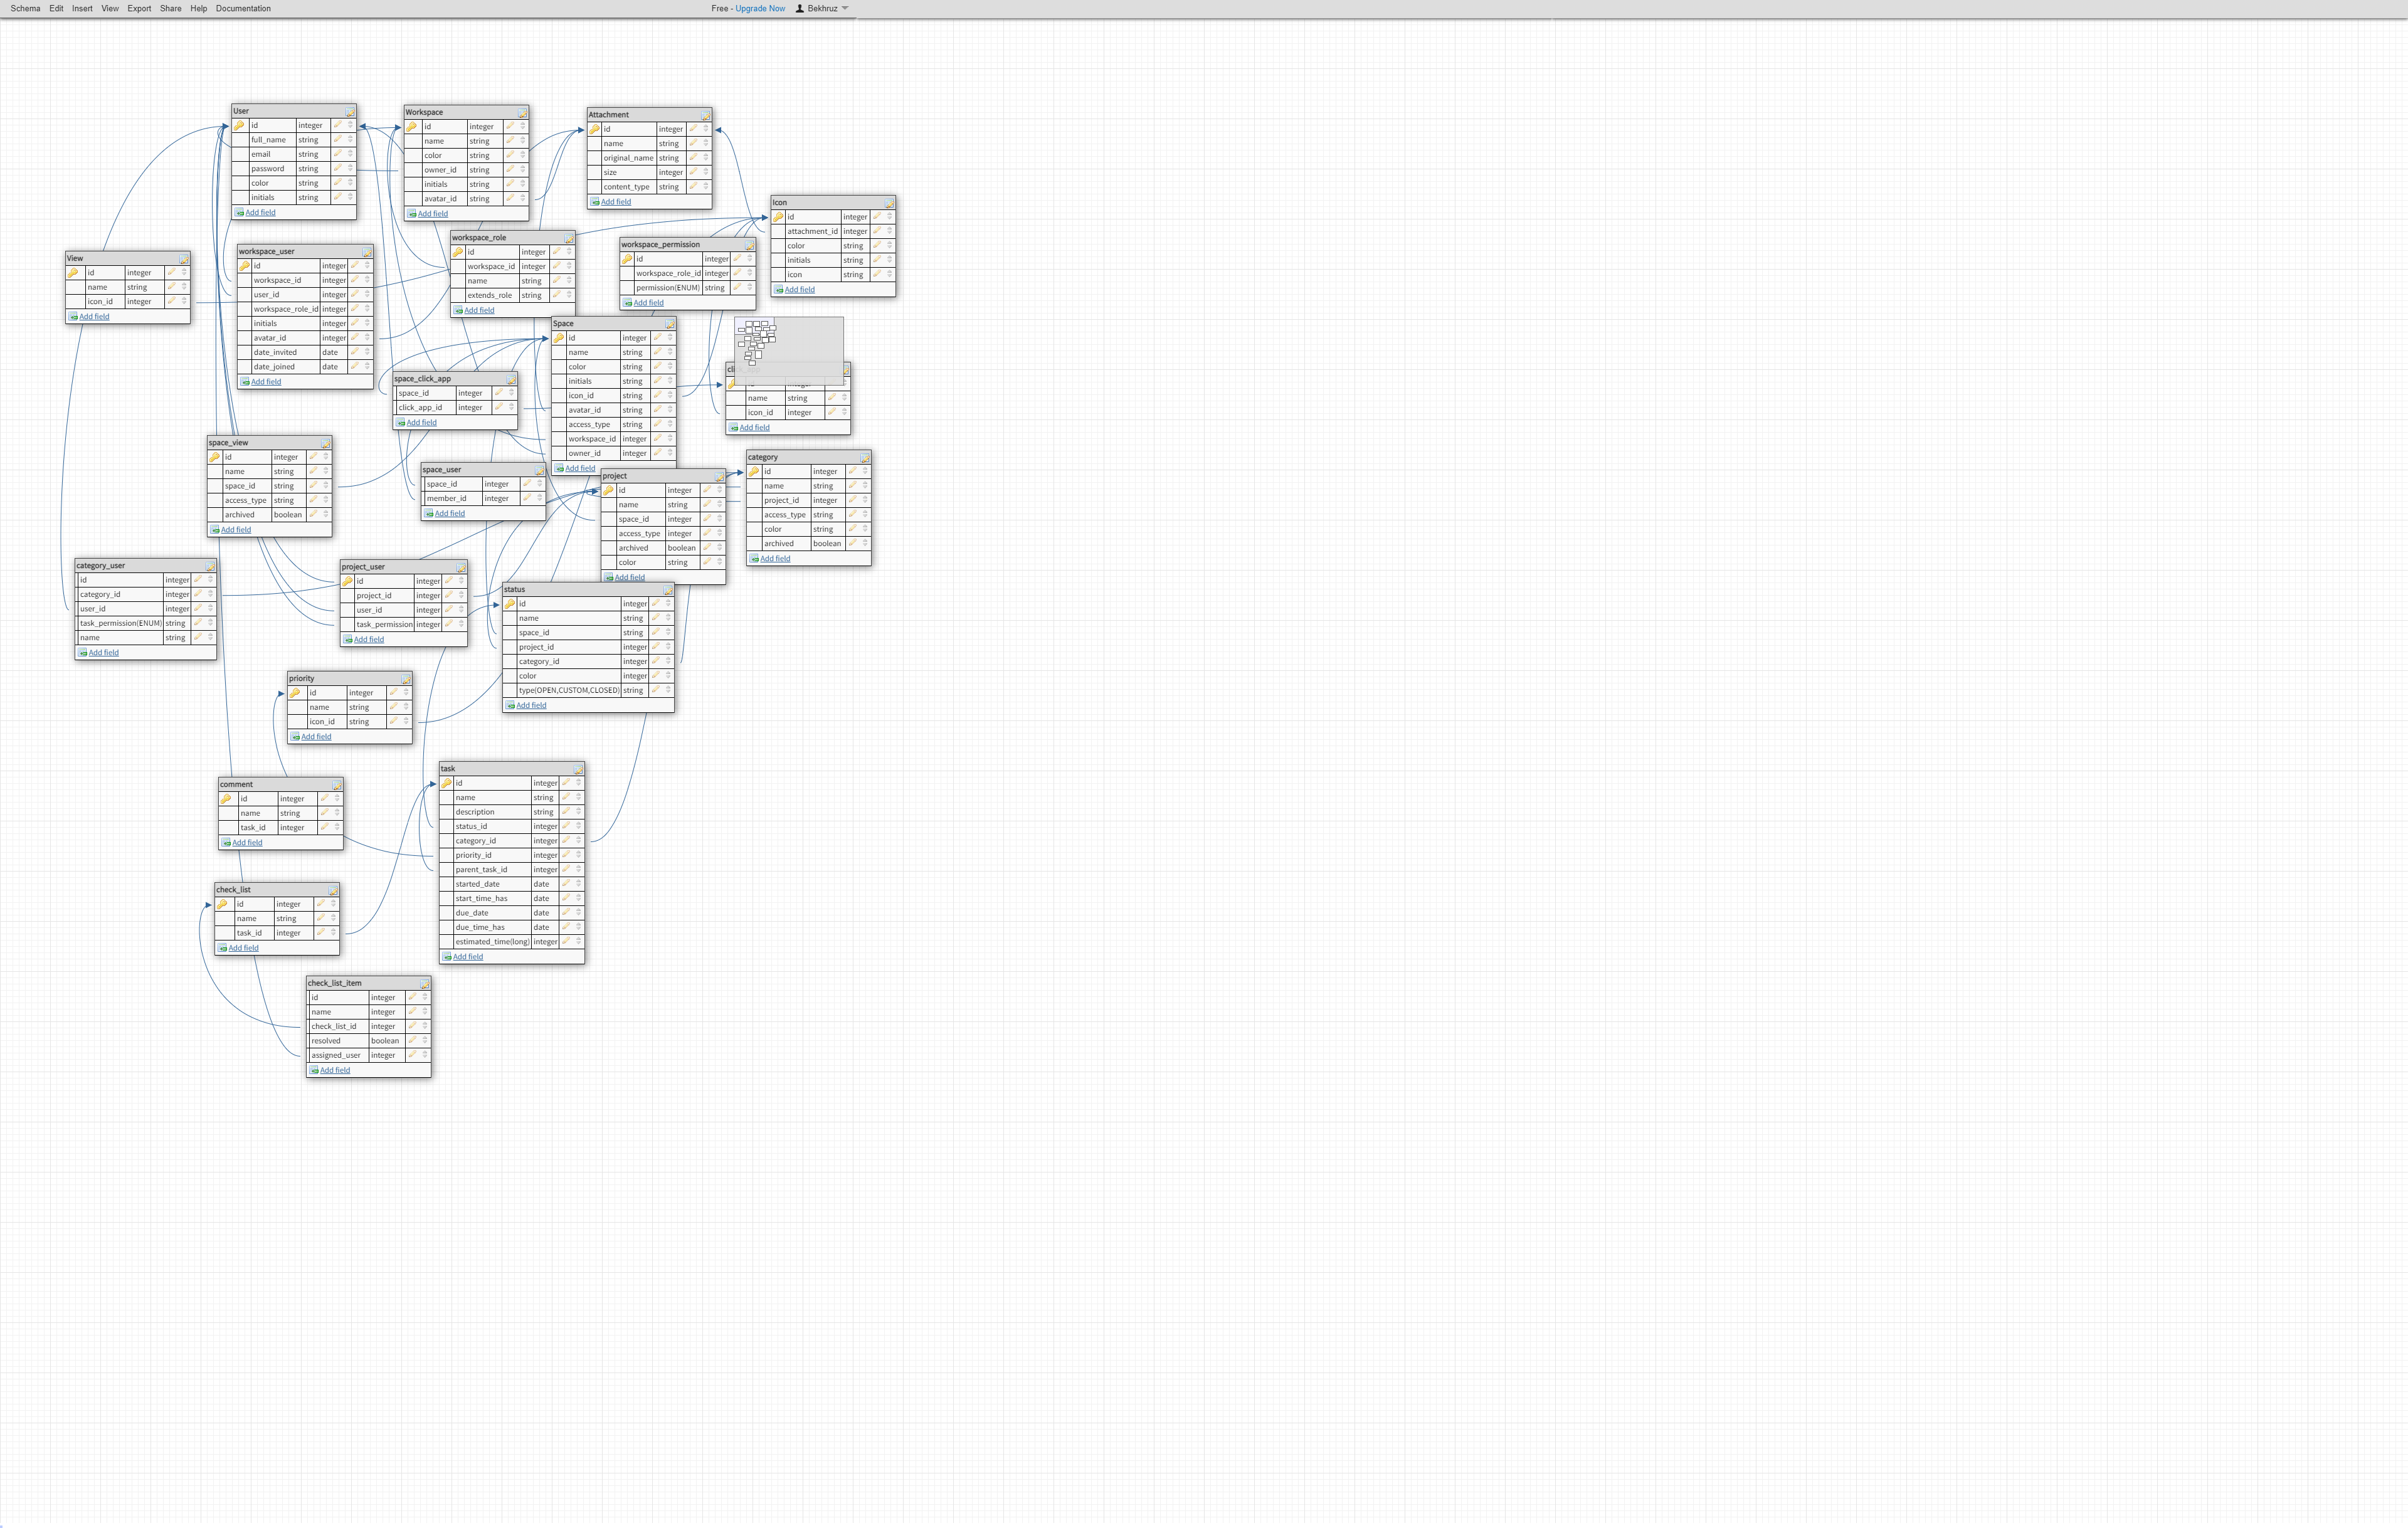 Schema Edit Insert View Export Share Help Documentation
Free - Upgrade Now Bekhruz
User
id integer
full_name string
email string
password string
color string
initials string
Add field
Workspace
id integer
name string
color string
owner_id string
initials string
avatar_id string
Add field
Attachment
id integer
name string
original_name string
size integer
content_type string
Add field
Icon
id integer
attachment_id integer
color string
initials string
icon string
Add field
View
id integer
name string
icon_id integer
Add field
workspace_user
id integer
workspace_id integer
user_id integer
workspace_role_id integer
initials integer
avatar_id integer
date_invited date
date_joined date
Add field
workspace_role
id integer
workspace_id integer
name string
extends_role string
Add field
workspace_permission
id integer
workspace_role_id integer
permission(ENUM) string
Add field
Space
id integer
name string
color string
initials string
icon_id string
avatar_id string
access_type string
workspace_id integer
owner_id integer
Add field
space_click_app
space_id integer
click_app_id integer
Add field
name string
icon_id integer
Add field
space_view
id integer
name string
space_id integer
access_type string
archived boolean
Add field
space_user
space_id integer
member_id integer
Add field
project
id integer
name string
space_id integer
access_type integer
archived boolean
color string
Add field
category
id integer
name string
project_id integer
access_type string
color string
archived boolean
Add field
category_user
id integer
category_id integer
user_id integer
task_permission(ENUM) string
name string
Add field
project_user
id integer
project_id integer
user_id integer
task_permission integer
Add field
status
id integer
name string
space_id string
project_id integer
category_id integer
color integer
type(OPEN,CUSTOM,CLOSED) string
Add field
priority
id integer
name string
icon_id string
Add field
comment
id integer
name string
task_id integer
Add field
task
id integer
name string
description string
status_id integer
category_id integer
priority_id integer
parent_task_id integer
started_date date
start_time_has date
due_date date
due_time_has date
estimated_time(long) integer
Add field
check_list
id integer
name string
task_id integer
Add field
check_list_item
id integer
name integer
check_list_id integer
resolved boolean
assigned_user integer
Add field